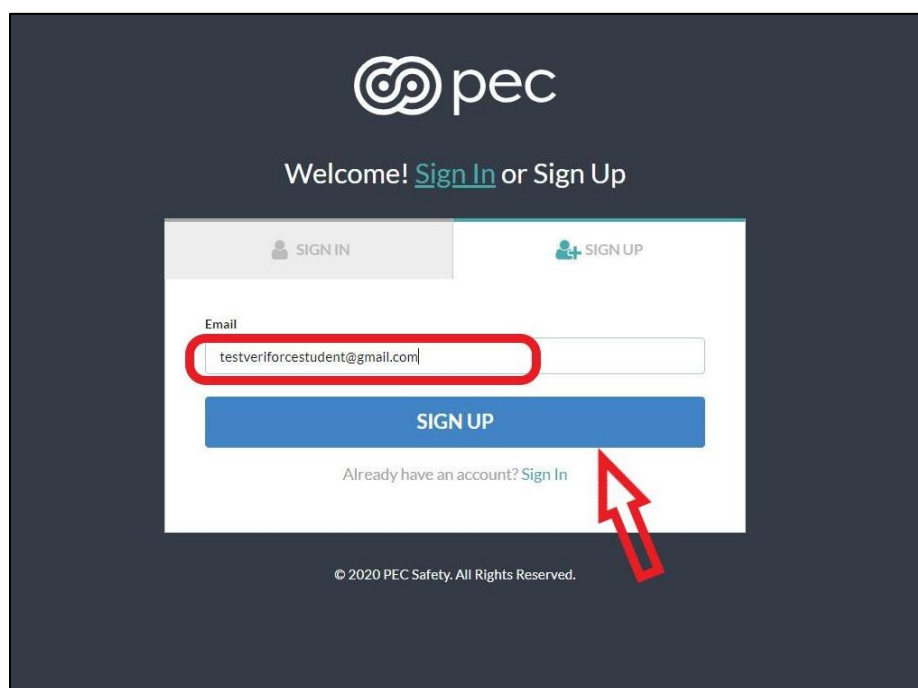 pec
Welcome! Sign In or Sign Up
SIGN IN
SIGN UP
Email
testveriforcestudent@gmail.com
SIGN UP
Already have an account? Sign In
© 2020 PEC Safety. All Rights Reserved.